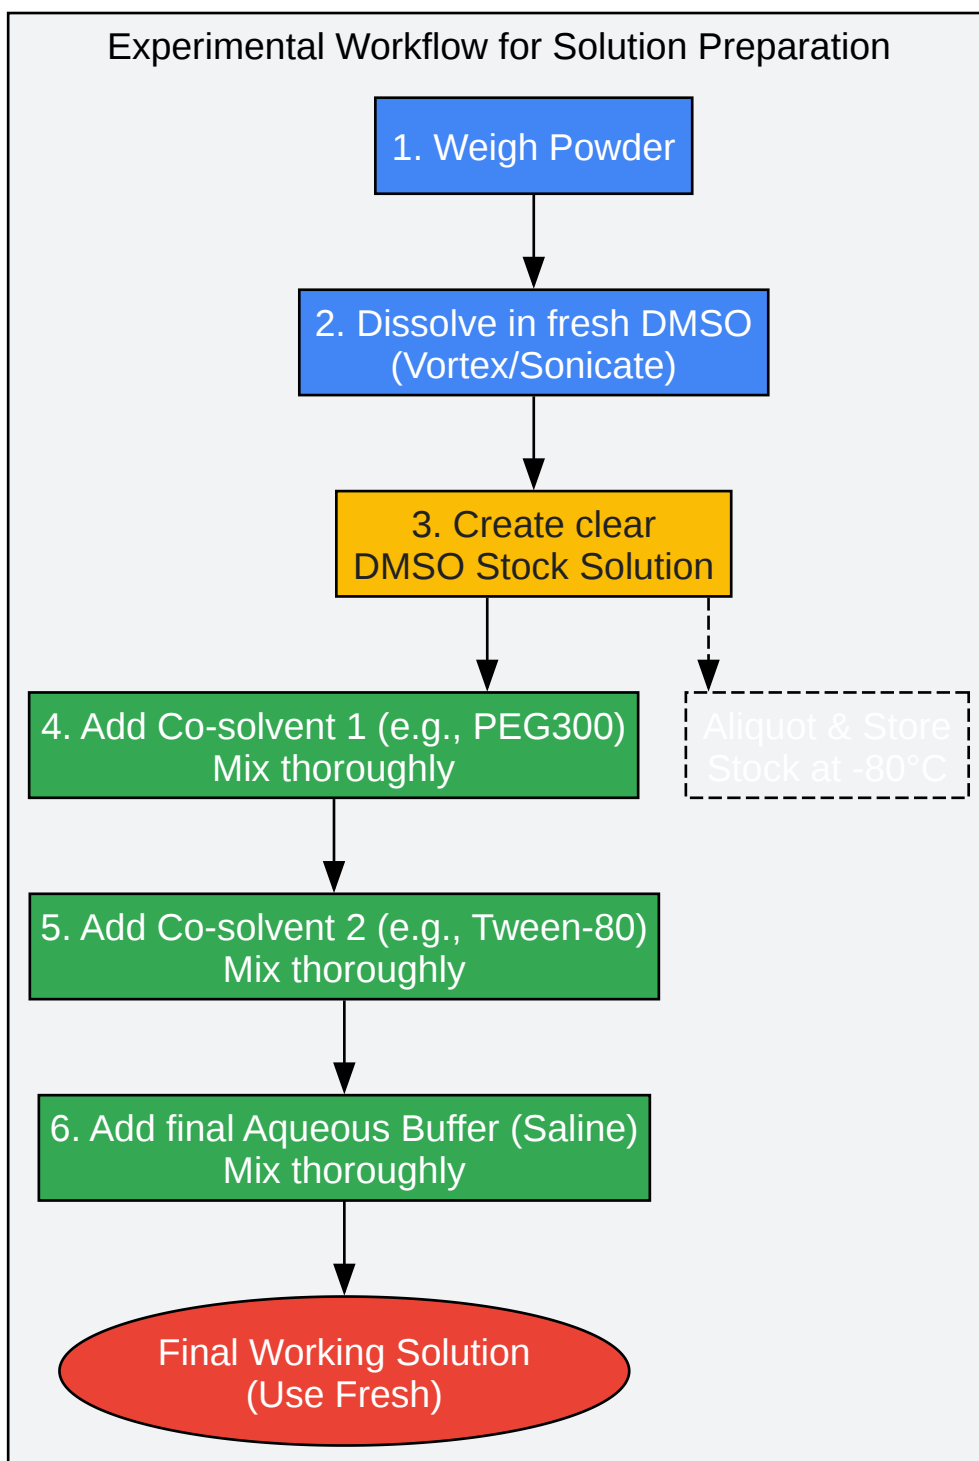 Experimental Workflow for Solution Preparation
1. Weigh Powder
2. Dissolve in fresh DMSO
(Vortex/Sonicate)
3. Create clear
DMSO Stock Solution
4. Add Co-solvent 1 (e.g., PEG300)
Mix thoroughly
Aliquot & Store
Stock at -80°C
5. Add Co-solvent 2 (e.g., Tween-80)
Mix thoroughly
6. Add final Aqueous Buffer (Saline)
Mix thoroughly
Final Working Solution
(Use Fresh)